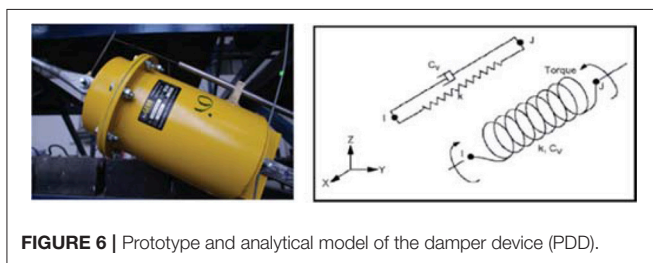 Cv
J
k
I
Torque
J
I
k, Cv
Z
Y
X
FIGURE 6 | Prototype and analytical model of the damper device (PDD).